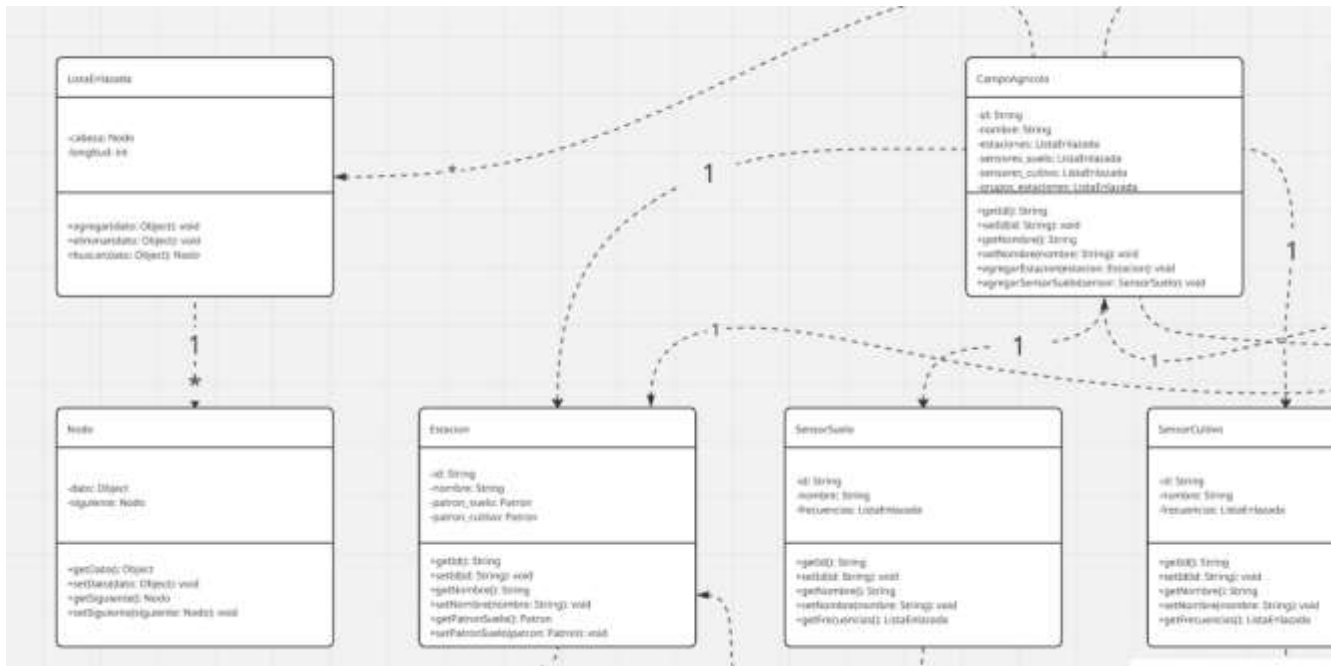 ListaEnlazada
-cabeza: Nodo
-longitud: int
+agregar(dato: Object): void
+eliminar(dato: Object): void
+buscar(dato: Object): Nodo
*
1
*
Nodo
-dato: Object
-siguiente: Nodo
+getDato(): Object
+setDato(dato: Object): void
+getSiguiente(): Nodo
+setSiguiente(siguiente: Nodo): void
CampoAgricola
-id: String
-nombre: String
-estaciones: ListaEnlazada
-sensores_suelo: ListaEnlazada
-sensores_cultivo: ListaEnlazada
-grupos_estaciones: ListaEnlazada
+getId(): String
+setId(id: String): void
+getNombre(): String
+setNombre(nombre: String): void
+agregarEstacion(estacion: Estacion): void
+agregarSensorSuelo(sensor: SensorSuelo): void
1
1
1
1
1
Estacion
-id: String
-nombre: String
-patron_suelo: Patron
-patron_cultivo: Patron
+getId(): String
+setId(id: String): void
+getNombre(): String
+setNombre(nombre: String): void
+getPatronSuelo(): Patron
+setPatronSuelo(patron: Patron): void
SensorSuelo
-id: String
-nombre: String
-frecuencias: ListaEnlazada
+getId(): String
+setId(id: String): void
+getNombre(): String
+setNombre(nombre: String): void
+getFrecuencias(): ListaEnlazada
SensorCultivo
-id: String
-nombre: String
-frecuencias: ListaEnlazada
+getId(): String
+setId(id: String): void
+getNombre(): String
+setNombre(nombre: String): void
+getFrecuencias(): ListaEnlazada